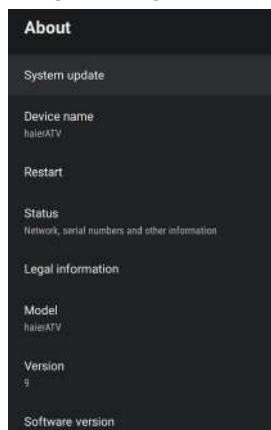 About
System update
Device name
haierATV
Restart
Status
Network, serial numbers and other information
Legal information
Model
haierATV
Version
9
Software version